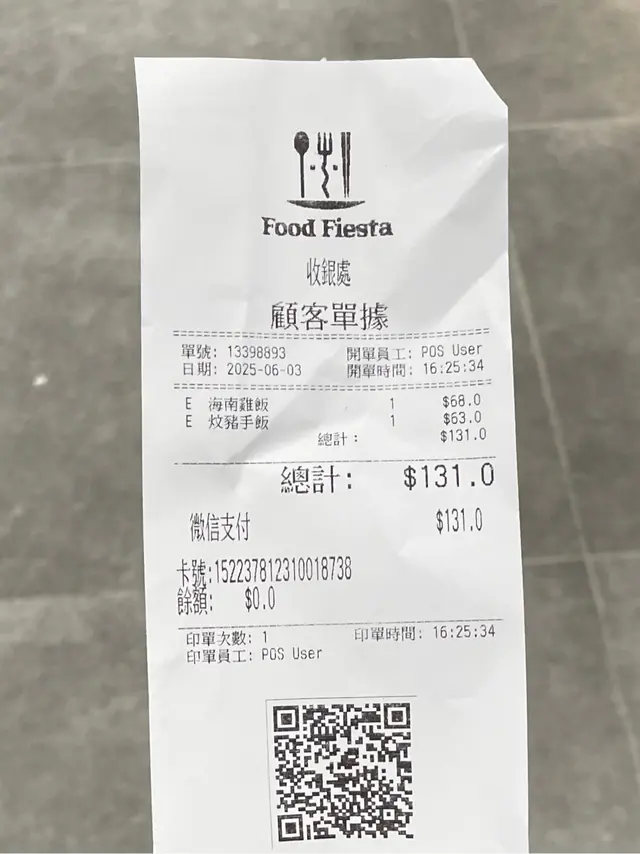 Food Fiesta
收銀處
顧客單據
單號: 13398893 開單員工: POS User
日期: 2025-06-03 開單時間: 16:25:34
E 海南雞飯 1 $68.0
E 炆豬手飯 1 $63.0
總計: $131.0
總計: $131.0
微信支付 $131.0
卡號:152237812310018738
餘額: $0.0
印單次數: 1 印單時間: 16:25:34
印單員工: POS User